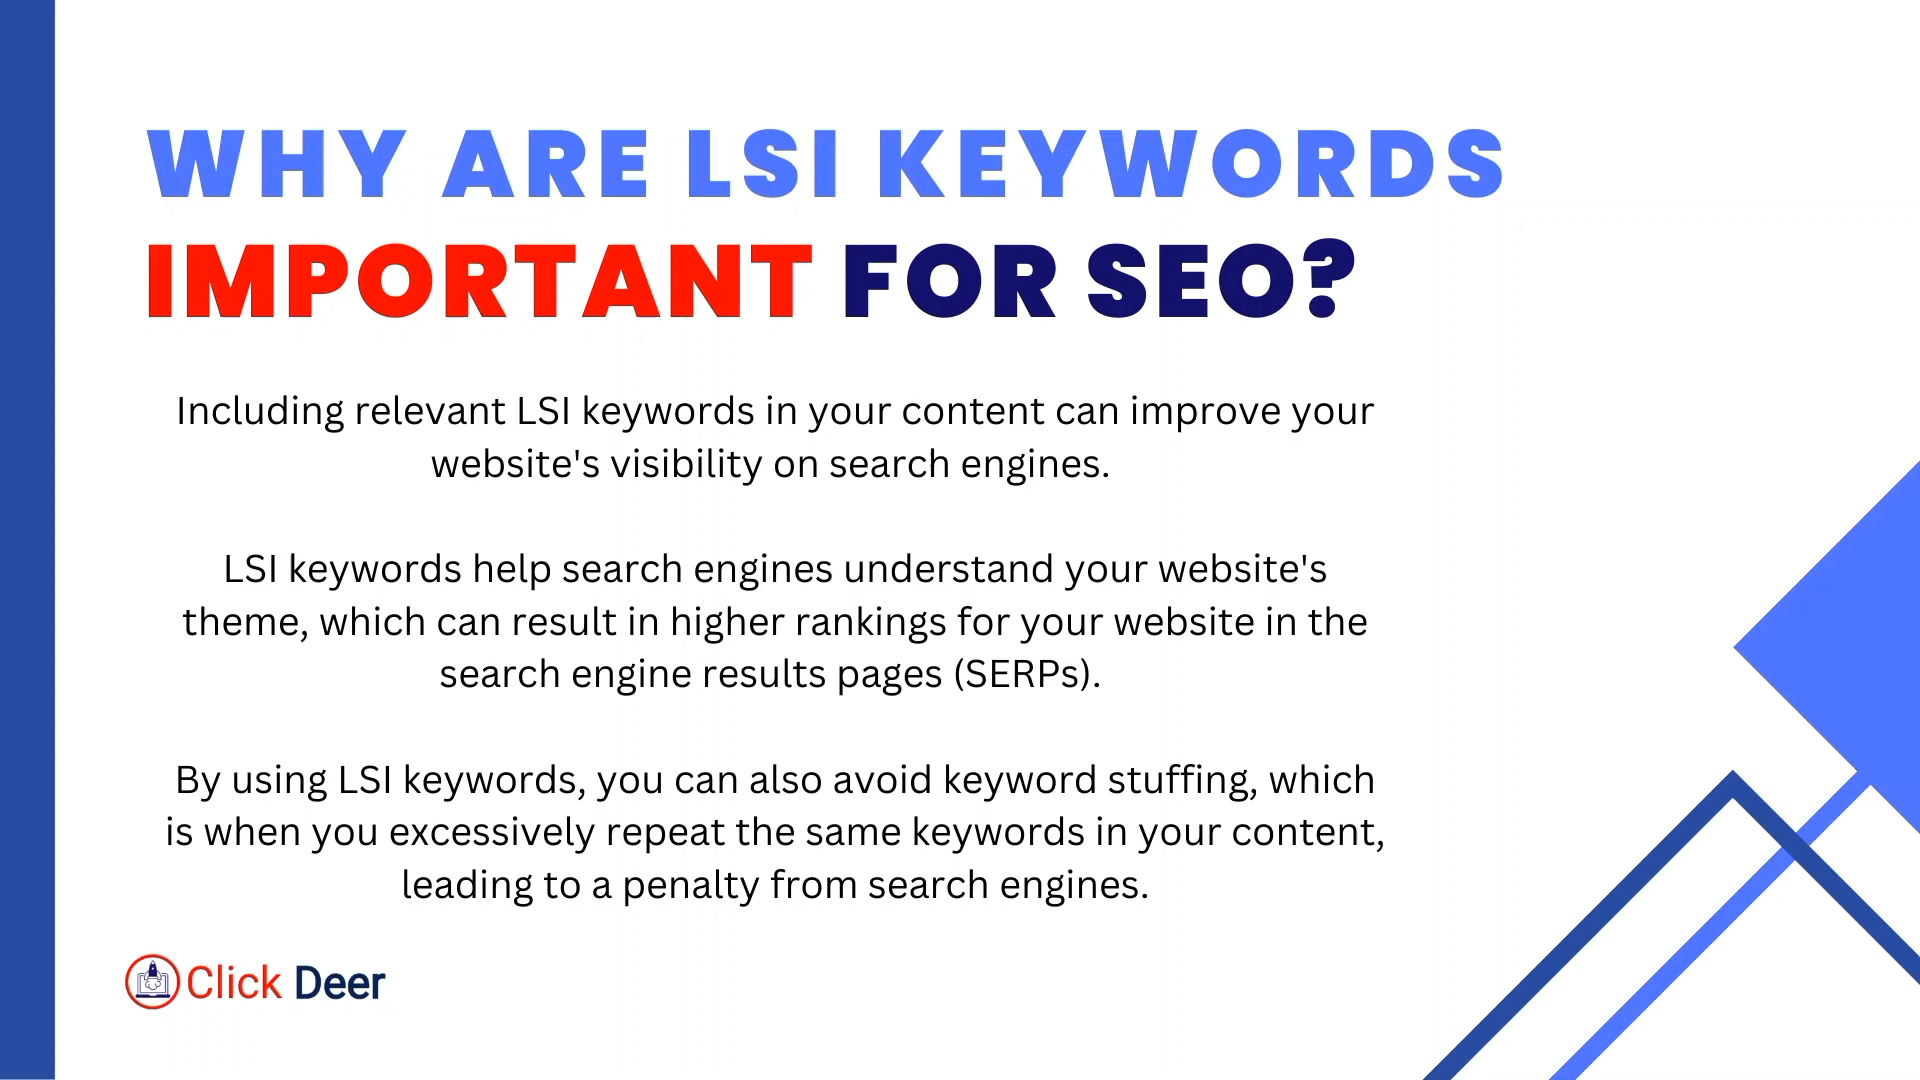 WHY ARE LSI KEYWORDS
IMPORTANT FOR SEO?
Including relevant LSI keywords in your content can improve your
website's visibility on search engines.
LSI keywords help search engines understand your website's
theme, which can result in higher rankings for your website in the
search engine results pages (SERPs).
By using LSI keywords, you can also avoid keyword stuffing, which
is when you excessively repeat the same keywords in your content,
leading to a penalty from search engines.
Click Deer